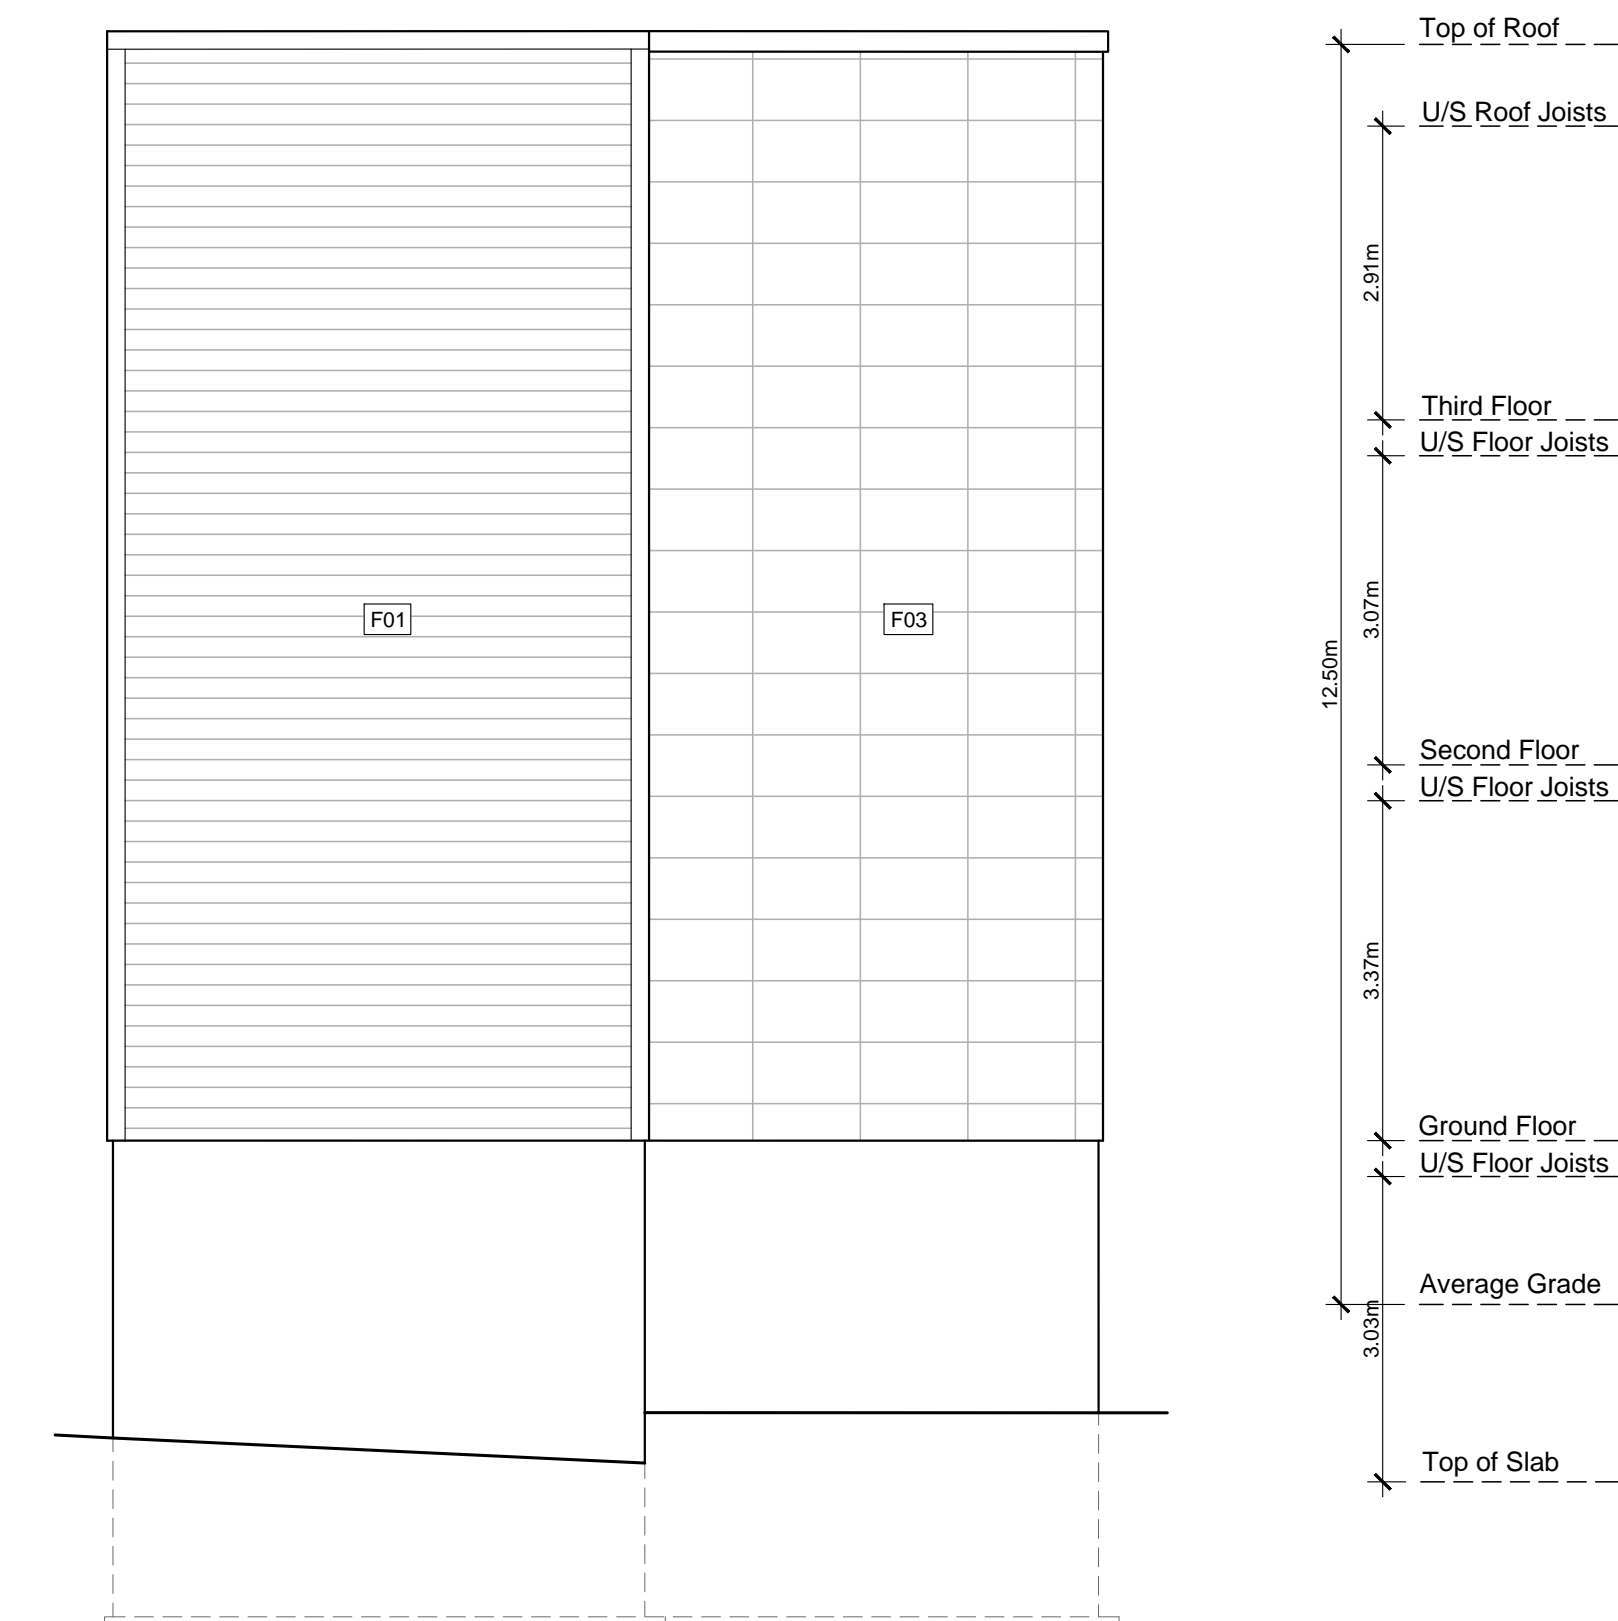 Top of Roof
U/S Roof Joists
2.91m
Third Floor
U/S Floor Joists
F01
F03
3.07m
12.50m
Second Floor
U/S Floor Joists
3.37m
Ground Floor
U/S Floor Joists
Average Grade
3.03m
Top of Slab